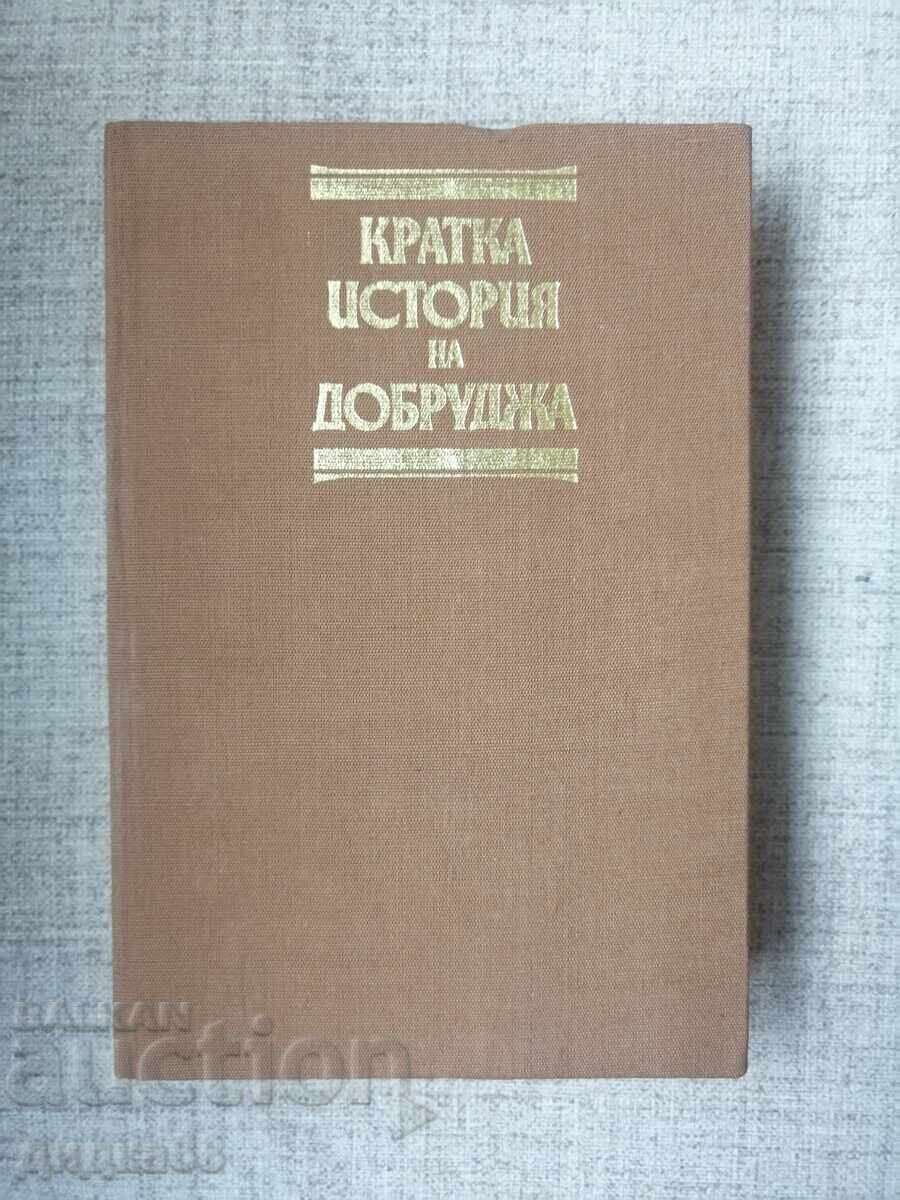 КРАТКА
ИСТОРИЯ
НА
ДОБРУДЖА
BALKAN
auction